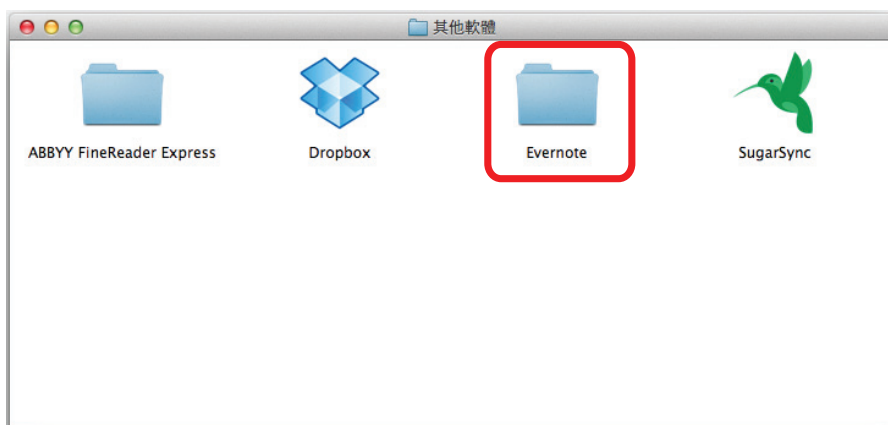 其他軟體
ABBYY FineReader Express
Dropbox
Evernote
SugarSync